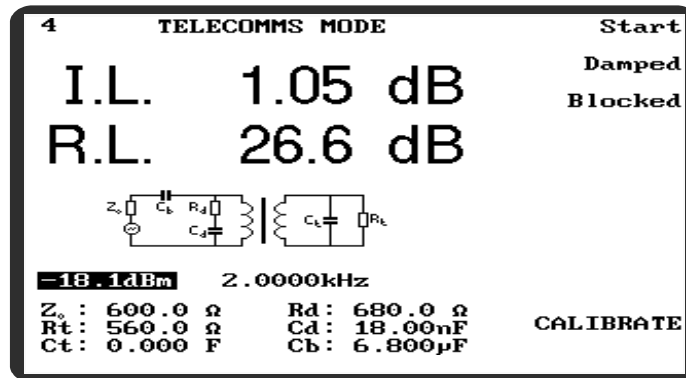 4 TELECOMMS MODE Start
Damped
I.L. 1.05 dB
Blocked
R.L. 26.6 dB
Z₀ Cb Rd Cd Ct Rt
-18.1dBm 2.0000kHz
Z₀: 600.0 Ω Rd: 680.0 Ω
Rt: 560.0 Ω Cd: 18.00nF CALIBRATE
Ct: 0.000 F Cb: 6.800µF